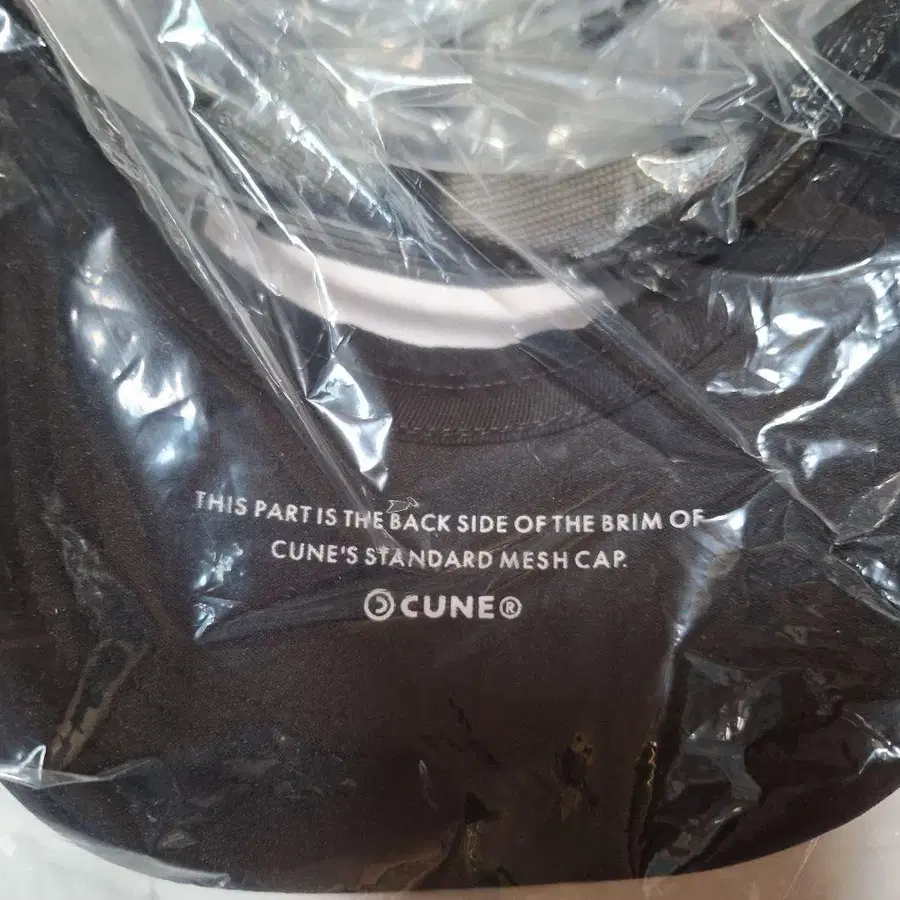 THIS PART IS THE BACK SIDE OF THE BRIM OF
CUNE'S STANDARD MESH CAP.
CUNE®